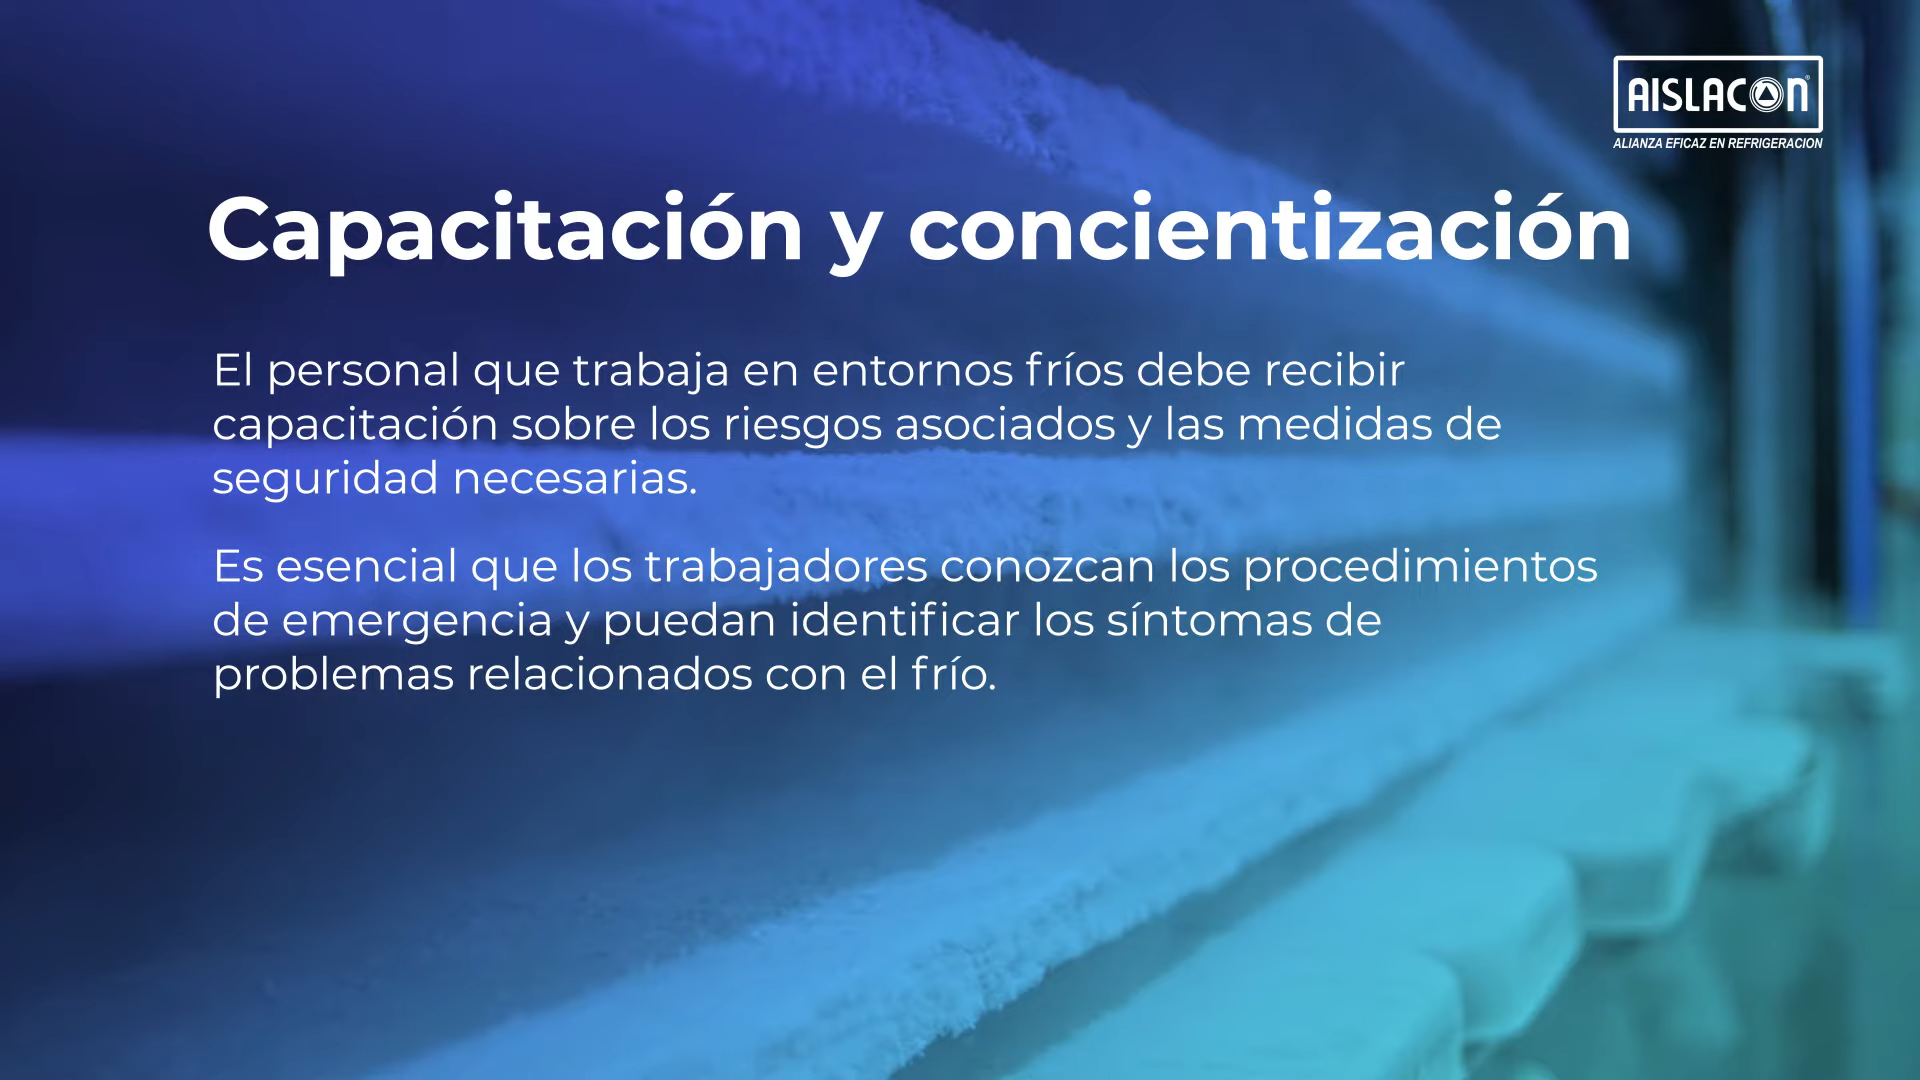 AISLACON®
ALIANZA EFICAZ EN REFRIGERACION
Capacitación y concientización
El personal que trabaja en entornos fríos debe recibir
capacitación sobre los riesgos asociados y las medidas de
seguridad necesarias.
Es esencial que los trabajadores conozcan los procedimientos
de emergencia y puedan identificar los síntomas de
problemas relacionados con el frío.